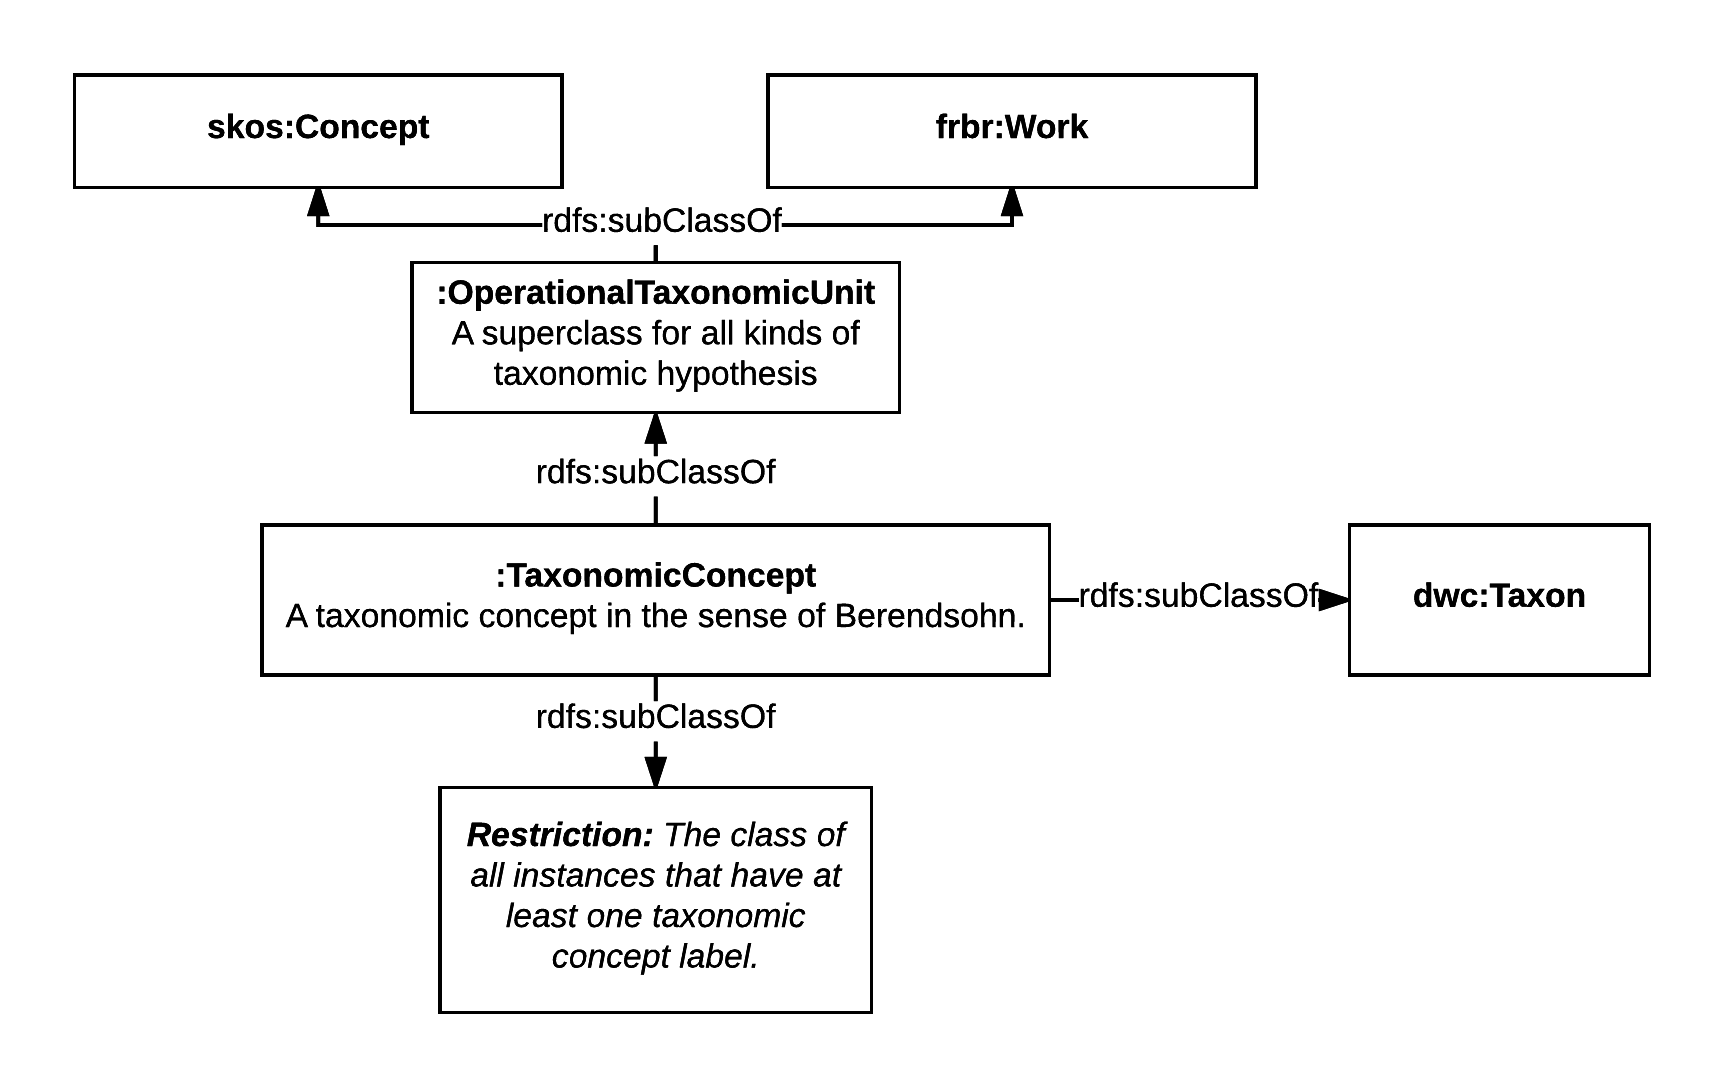 skos:Concept
frbr:Work
rdfs:subClassOf
:OperationalTaxonomicUnit
A superclass for all kinds of
taxonomic hypothesis
rdfs:subClassOf
:TaxonomicConcept
A taxonomic concept in the sense of Berendsohn.
rdfs:subClassOf
dwc:Taxon
rdfs:subClassOf
Restriction: The class of
all instances that have at
least one taxonomic
concept label.